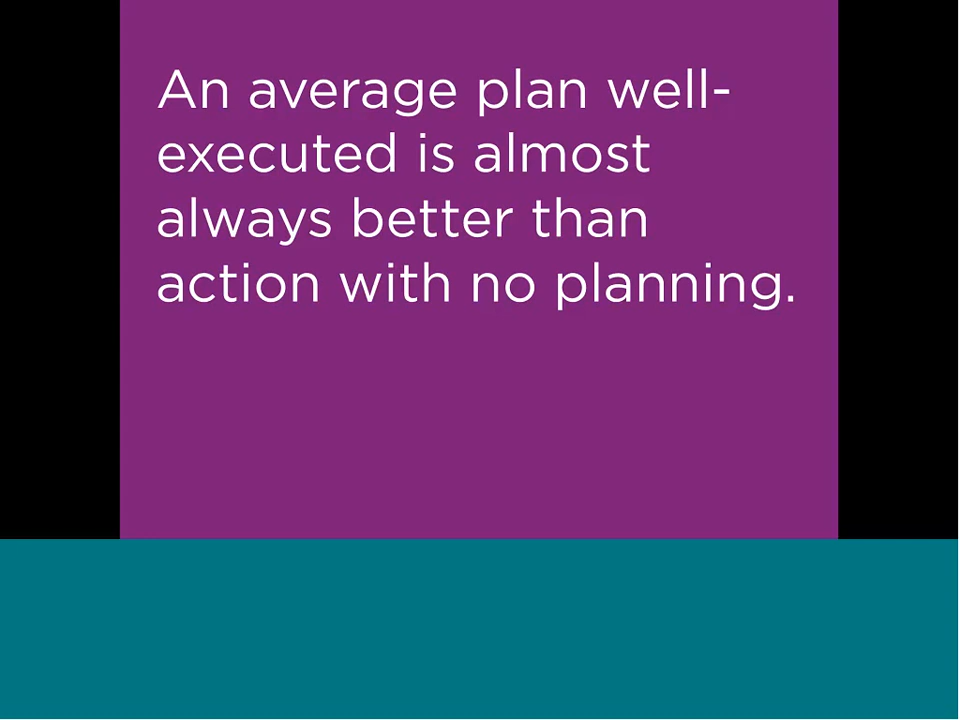 An average plan well-
executed is almost
always better than
action with no planning.